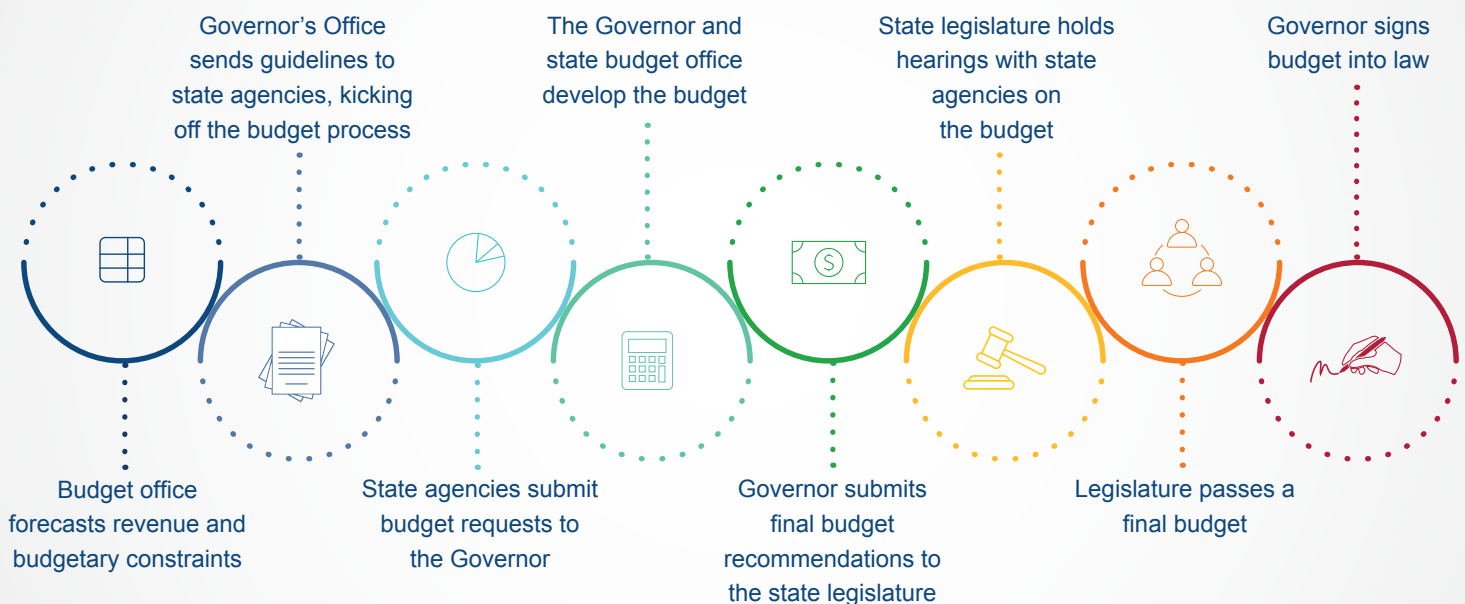 Budget office
forecasts revenue and
budgetary constraints
Governor’s Office
sends guidelines to
state agencies, kicking
off the budget process
State agencies submit
budget requests to
the Governor
The Governor and
state budget office
develop the budget
Governor submits
final budget
recommendations to
the state legislature
State legislature holds
hearings with state
agencies on
the budget
Legislature passes a
final budget
Governor signs
budget into law
$